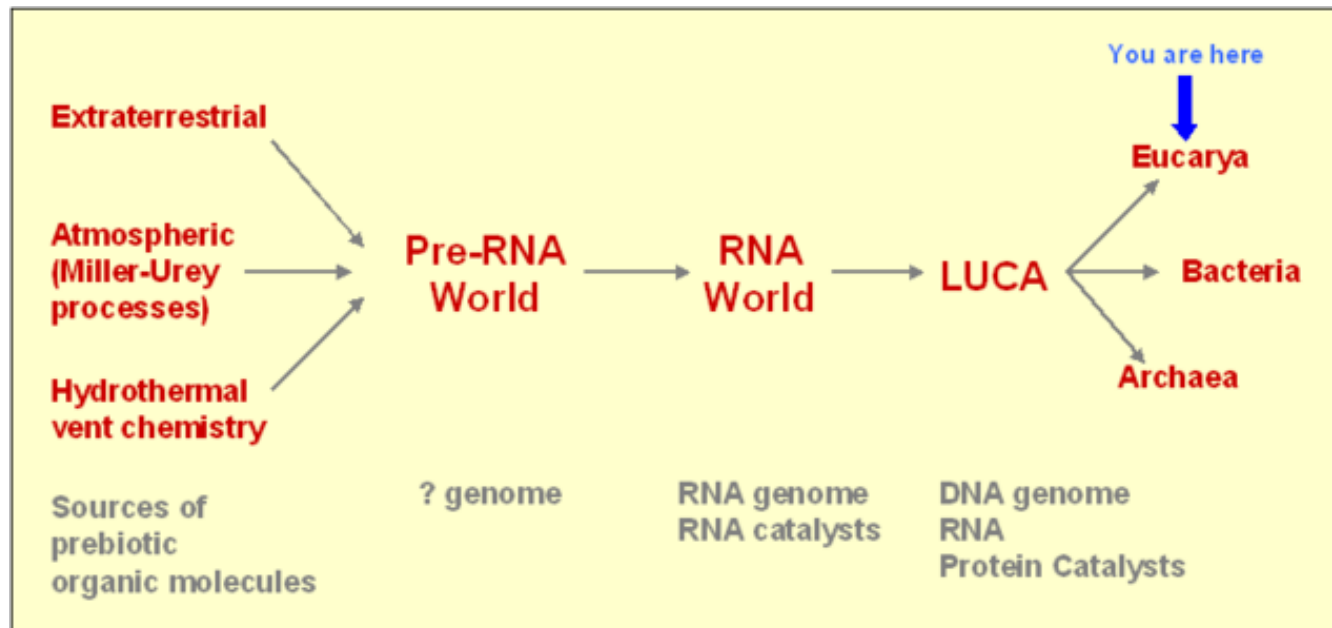 You are here
Extraterrestrial
Eucarya
Atmospheric
(Miller-Urey
processes)
Pre-RNA
World
RNA
World
LUCA
Bacteria
Hydrothermal
vent chemistry
Archaea
Sources of
prebiotic
organic molecules
? genome
RNA genome
RNA catalysts
DNA genome
RNA
Protein Catalysts